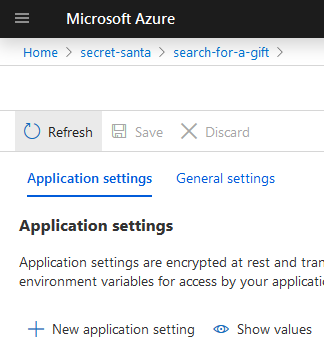 Microsoft Azure
Home > secret-santa > search-for-a-gift >
Refresh Save Discard
Application settings General settings
Application settings
Application settings are encrypted at rest and tran
environment variables for access by your applicatio
New application setting Show values